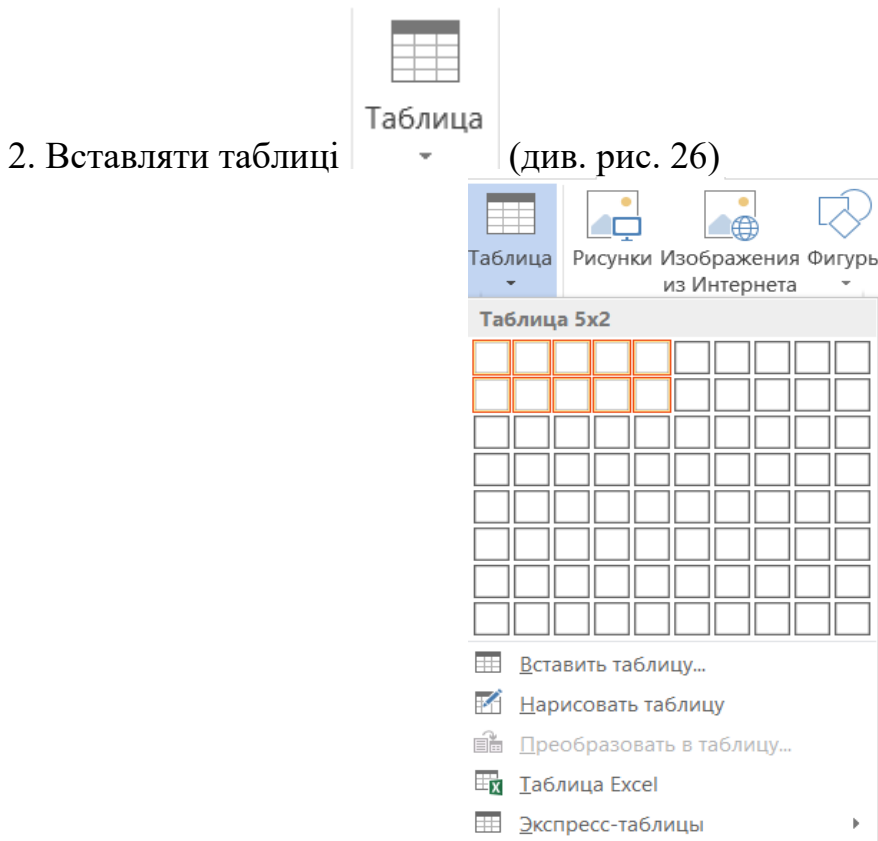 Таблица
2. Вставляти таблиці (див. рис. 26)
Таблица Рисунки Изображения Фигуры
из Интернета
Таблица 5x2
Вставить таблицу...
Нарисовать таблицу
Преобразовать в таблицу...
Таблица Excel
Экспресс-таблицы